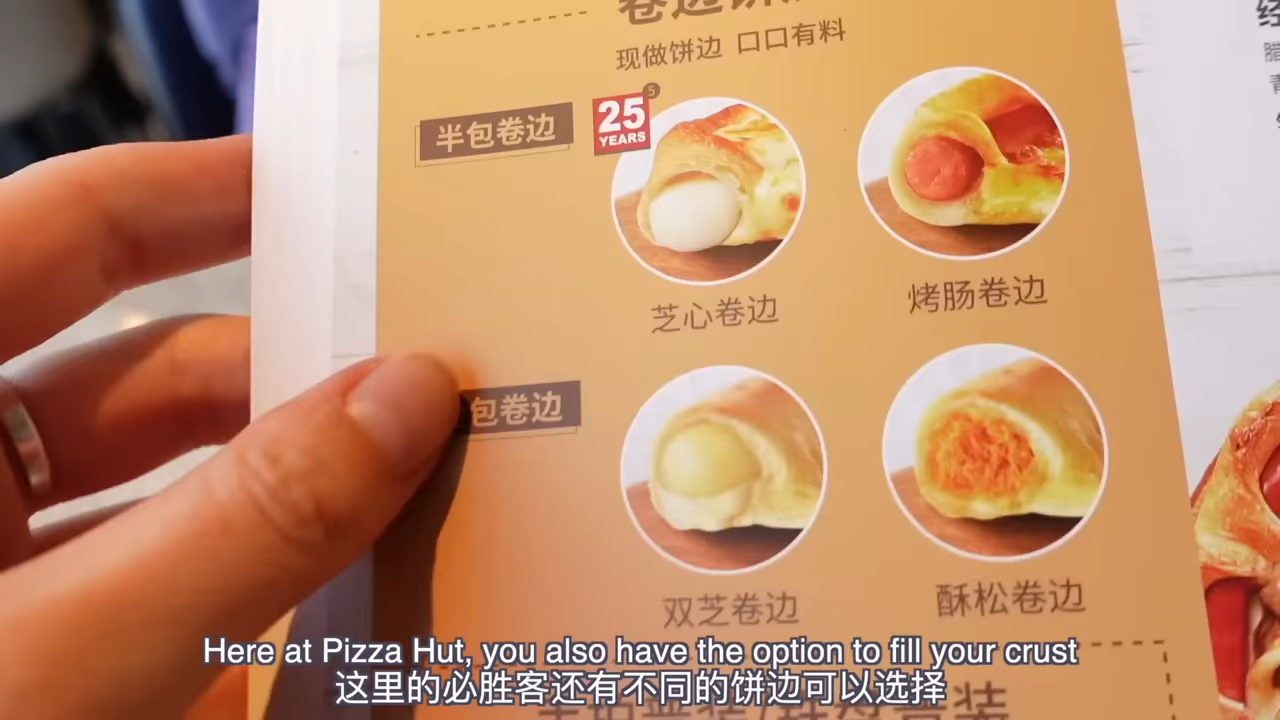 现做饼边 口口有料
半包卷边
25
YEARS
5
芝心卷边
烤肠卷边
包卷边
双芝卷边
酥松卷边
Here at Pizza Hut, you also have the option to fill your crust
这里的必胜客还有不同的饼边可以选择